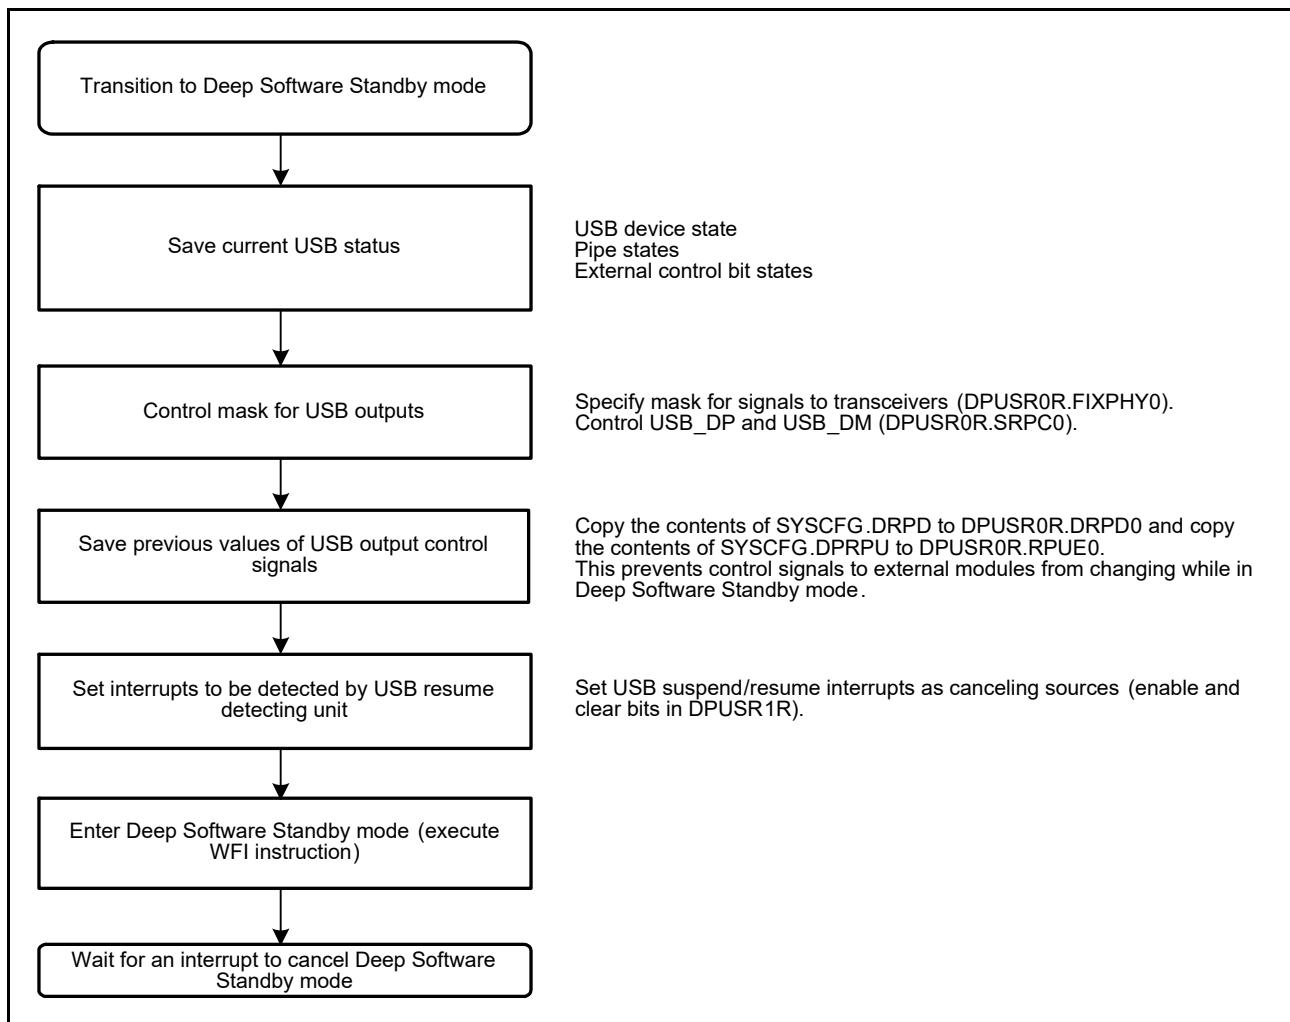 Transition to Deep Software Standby mode
Save current USB status
USB device state
Pipe states
External control bit states
Control mask for USB outputs
Specify mask for signals to transceivers (DPUSR0R.FIXPHY0).
Control USB_DP and USB_DM (DPUSR0R.SRPC0).
Save previous values of USB output control
signals
Copy the contents of SYSCFG.DRPD to DPUSR0R.DRPD0 and copy
the contents of SYSCFG.DPRPU to DPUSR0R.RPUE0.
This prevents control signals to external modules from changing while in
Deep Software Standby mode.
Set interrupts to be detected by USB resume
detecting unit
Set USB suspend/resume interrupts as canceling sources (enable and
clear bits in DPUSR1R).
Enter Deep Software Standby mode (execute
WFI instruction)
Wait for an interrupt to cancel Deep Software
Standby mode